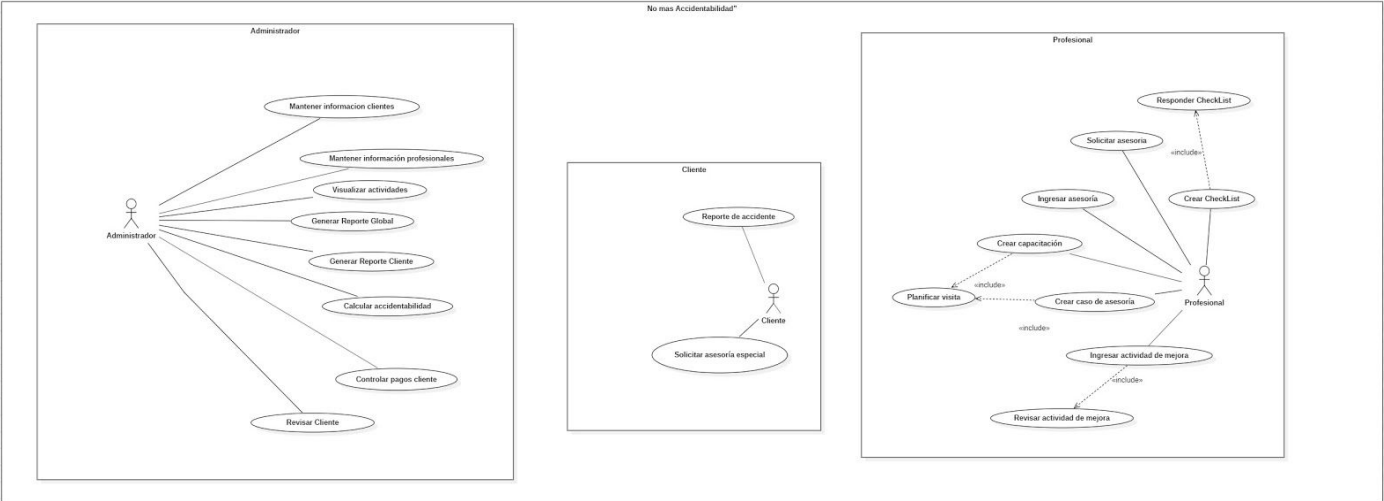 No mas Accidentabilidad"
Administrador
Mantener informacion clientes
Mantener información profesionales
Visualizar actividades
Administrador
Generar Reporte Global
Generar Reporte Cliente
Calcular accidentabilidad
Controlar pagos cliente
Revisar Cliente
Cliente
Reporte de accidente
Cliente
Solicitar asesoría especial
Profesional
Responder CheckList
Solicitar asesoria
«include»
Ingresar asesoría
Crear CheckList
Crear capacitación
«include»
Planificar visita
Crear caso de asesoría
Profesional
«include»
Ingresar actividad de mejora
«include»
Revisar actividad de mejora